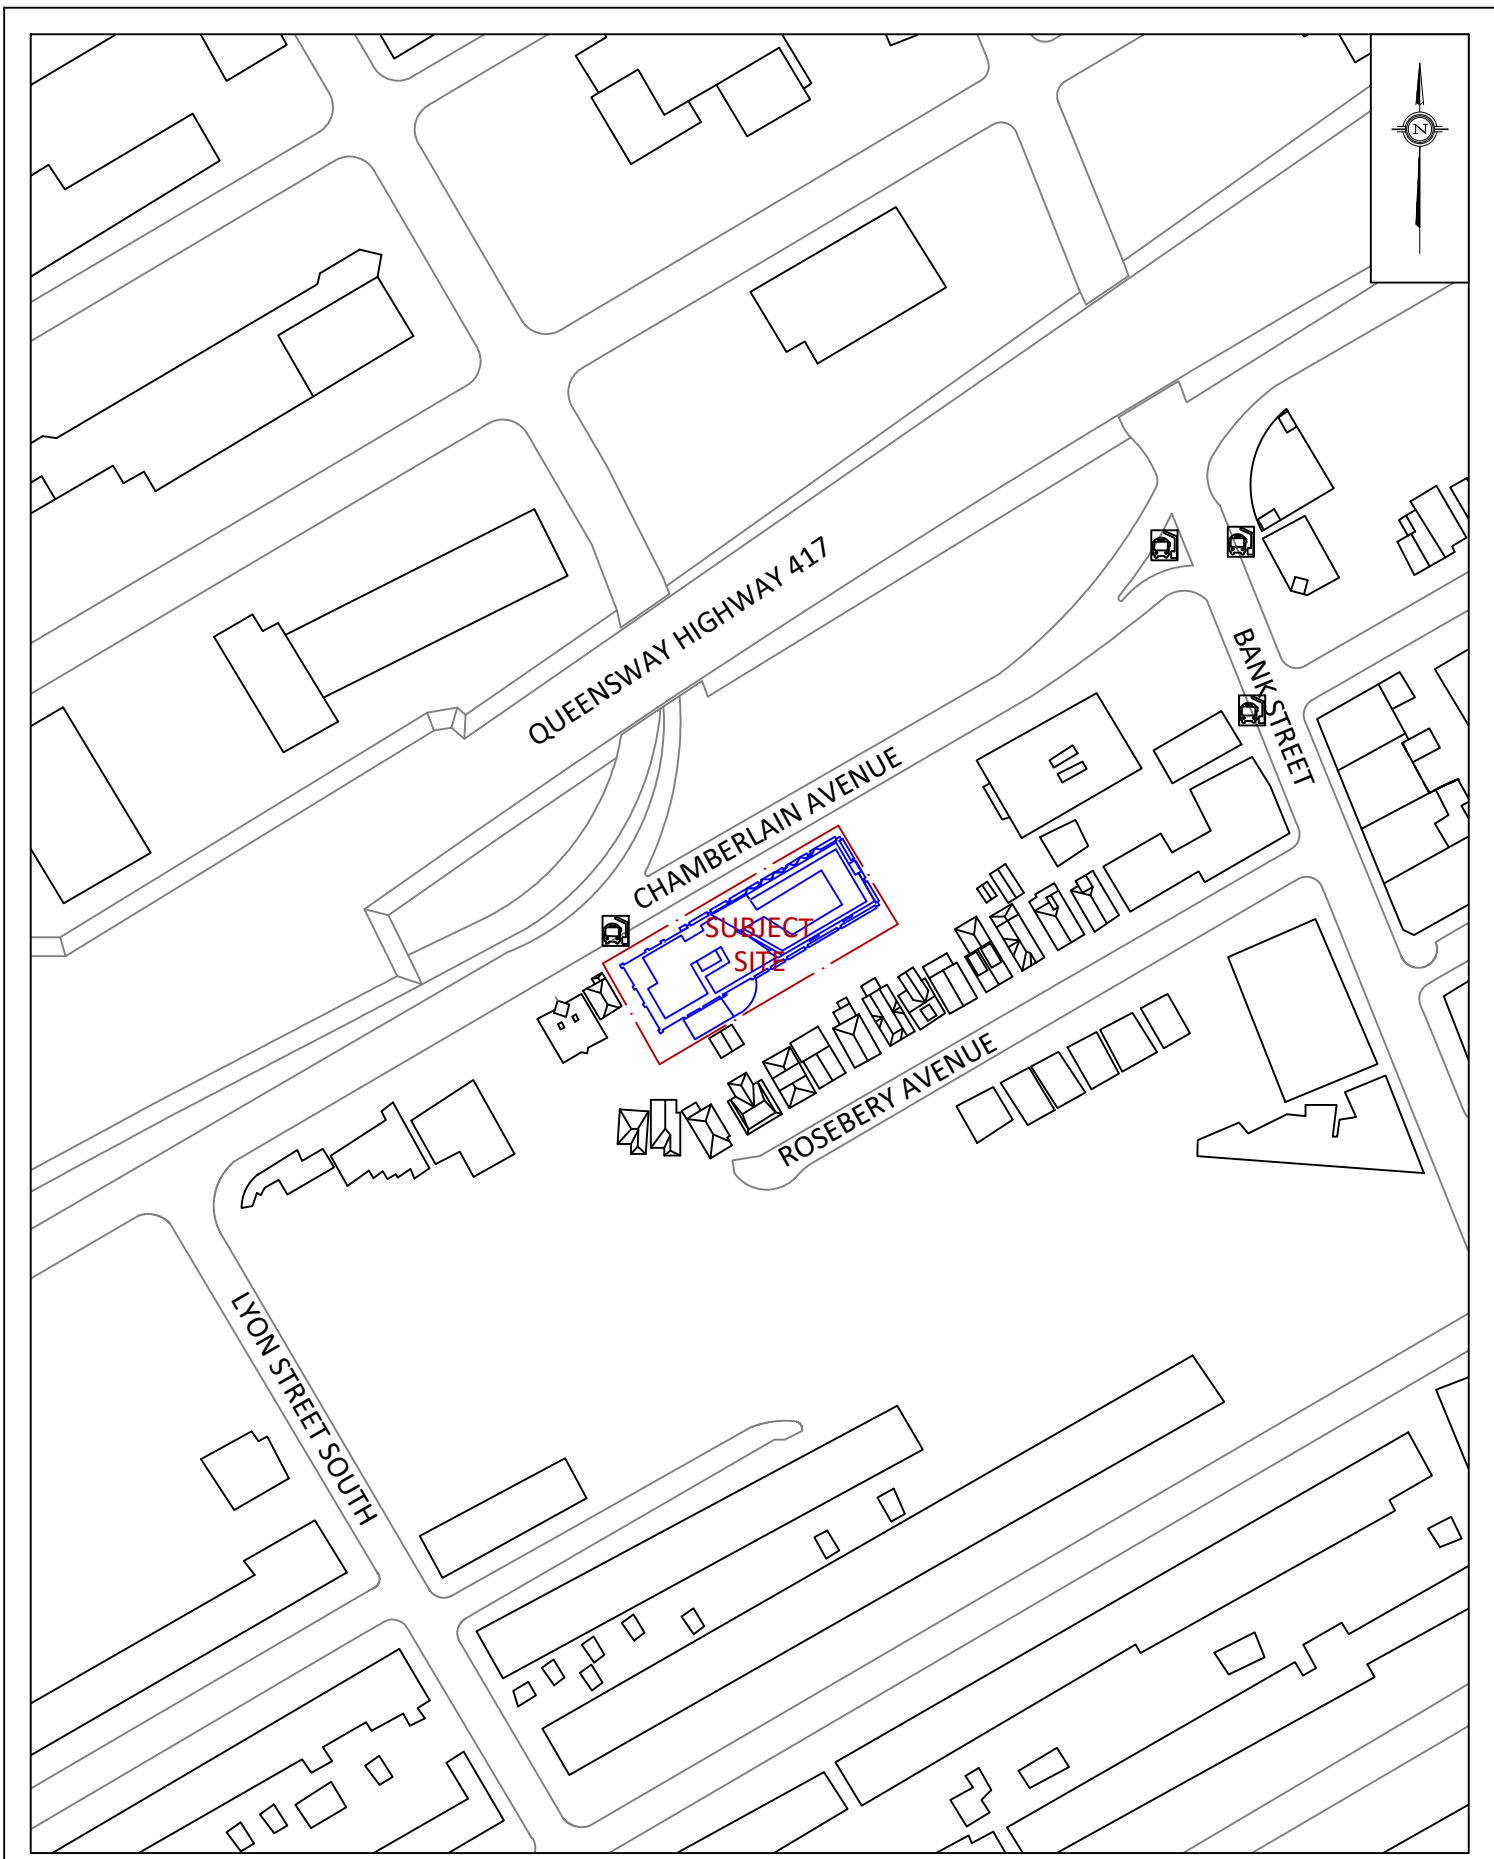 N
QUEENSWAY HIGHWAY 417
BANK STREET
CHAMBERLAIN AVENUE
SUBJECT
SITE
ROSEBERY AVENUE
LYON STREET SOUTH